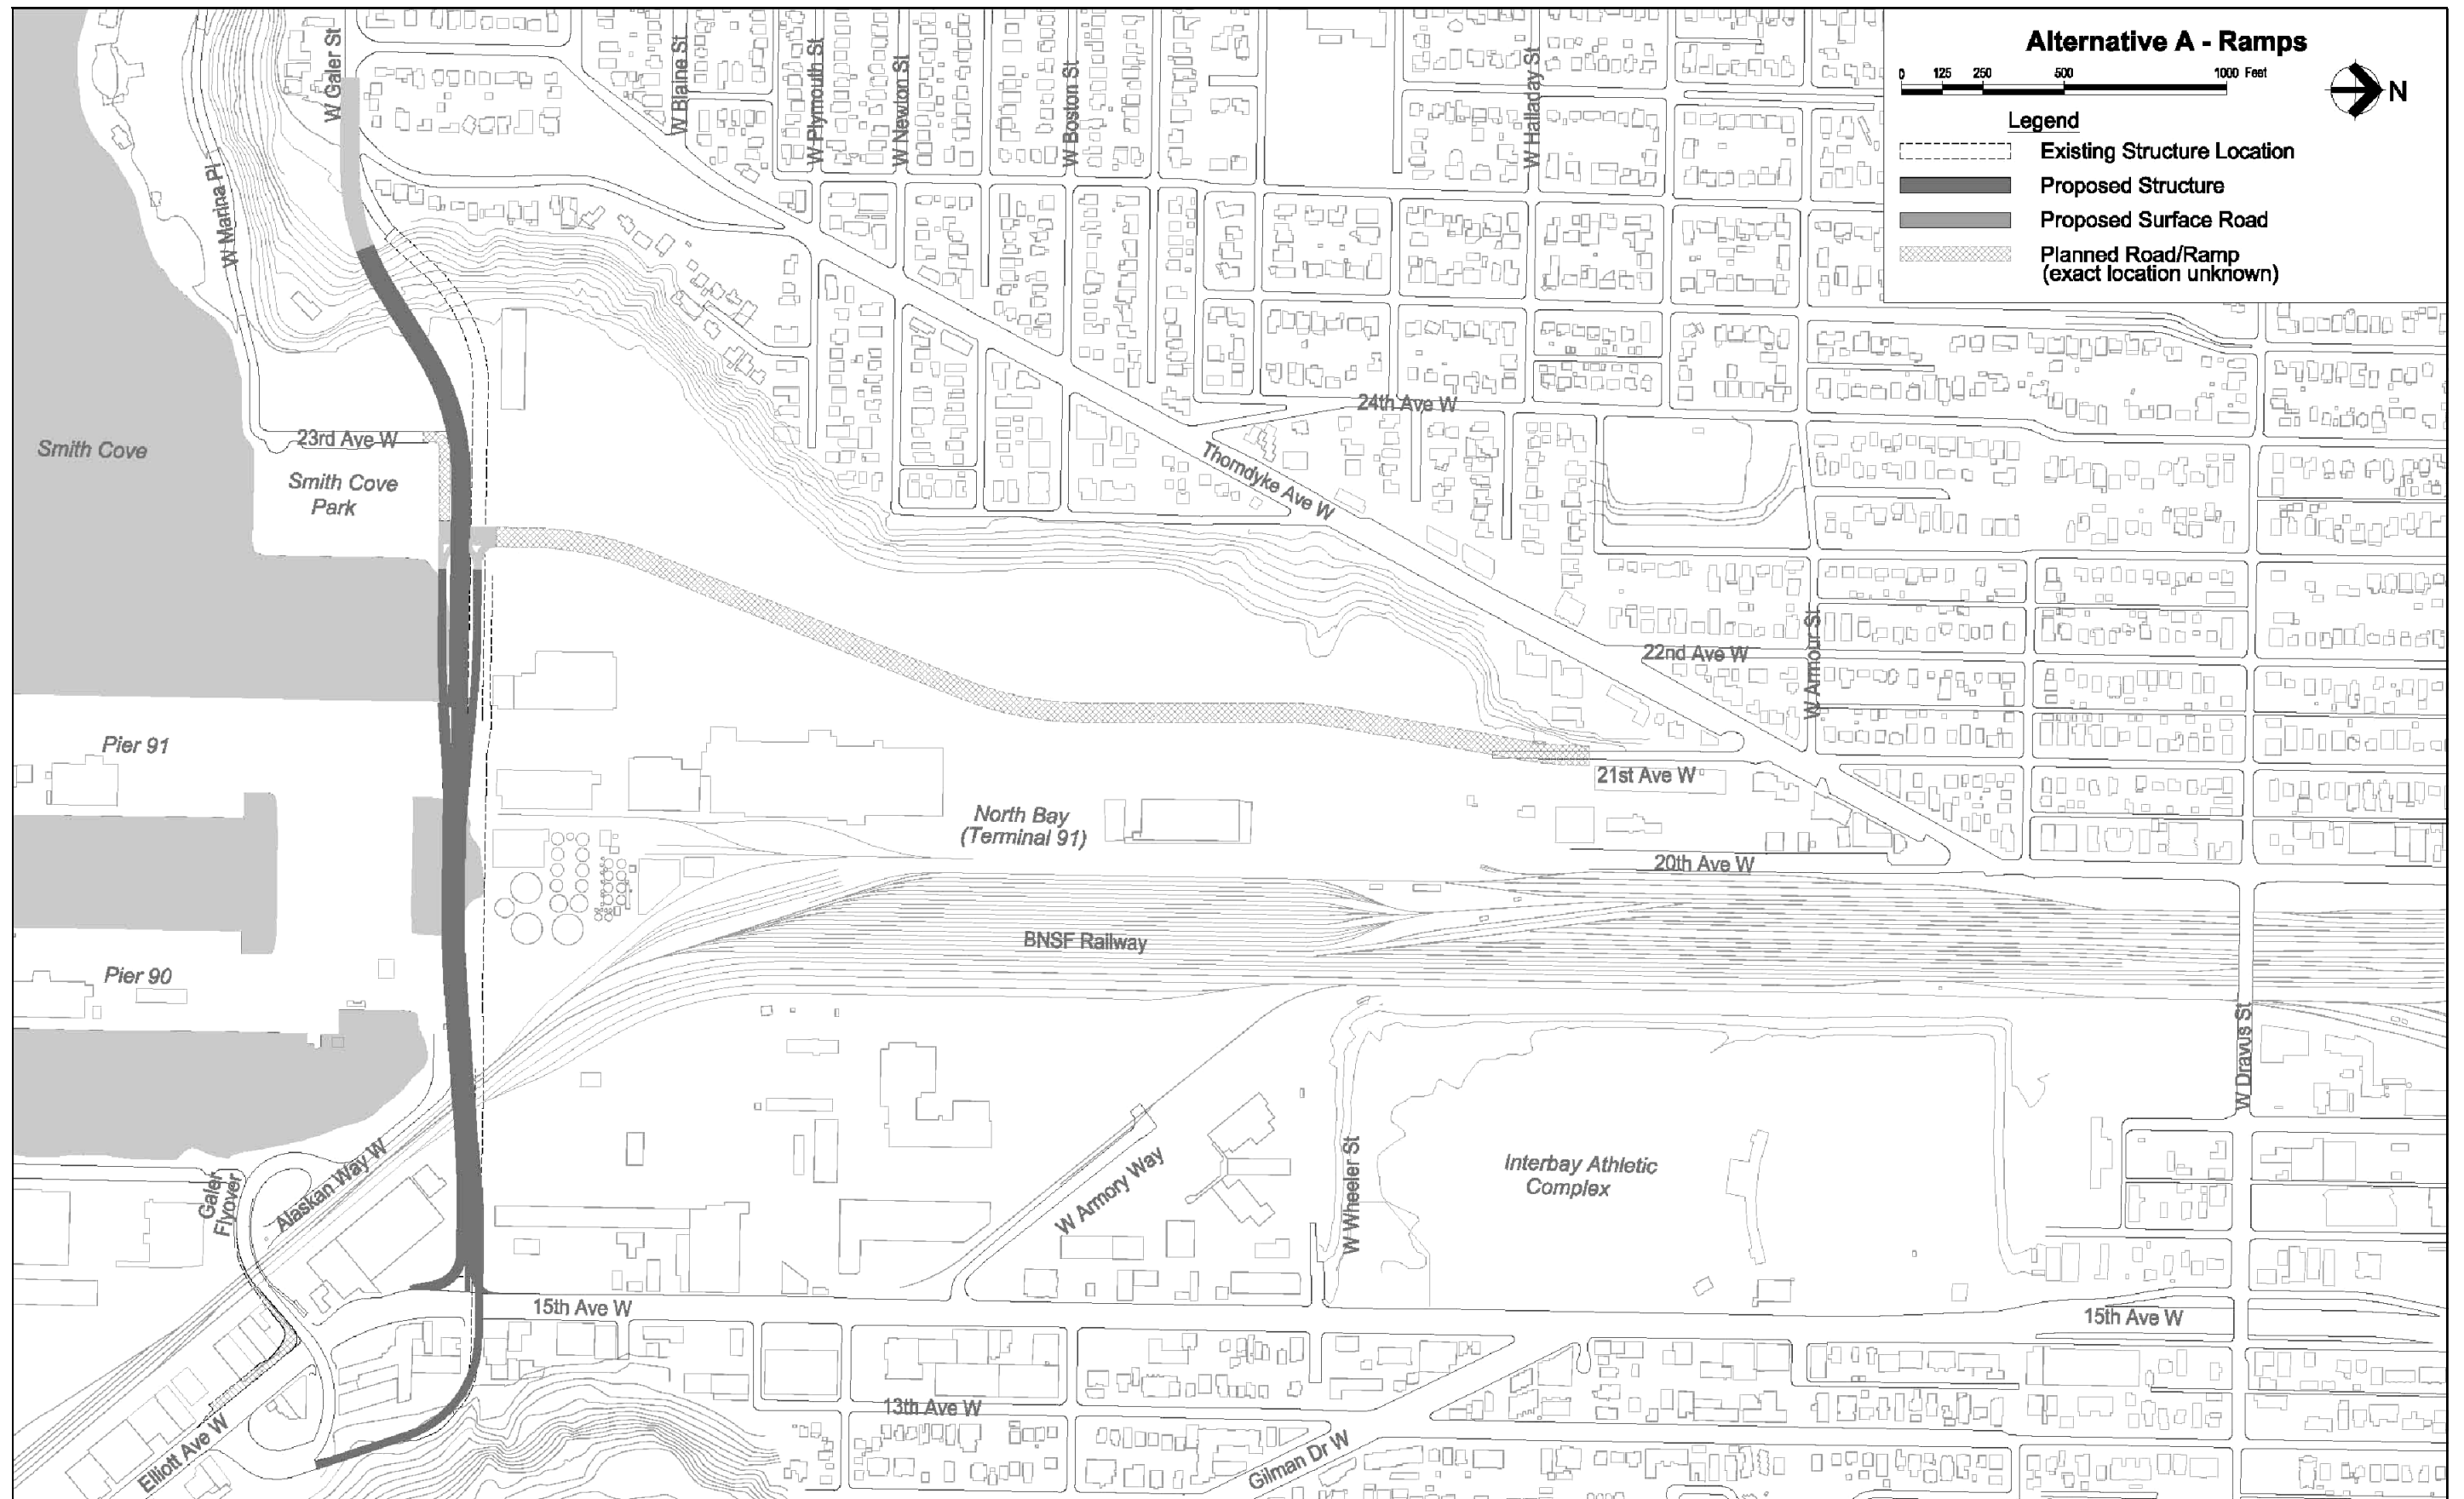 Alternative A - Ramps
0 125 250 500 1000 Feet
N
Legend
Existing Structure Location
Proposed Structure
Proposed Surface Road
Planned Road/Ramp
(exact location unknown)
W Galer St
W Blaine St
W Plymouth St
W Newton St
W Boston St
W Halladay St
W Marina Pl
24th Ave W
23rd Ave W
Smith Cove
Smith Cove
Park
Thorndyke Ave W
22nd Ave W
W Armour St
Pier 91
21st Ave W
North Bay
(Terminal 91)
20th Ave W
BNSF Railway
Pier 90
W Dravus St
Galer
Flyover
Alaskan Way W
W Armory Way
W Wheeler St
Interbay Athletic
Complex
15th Ave W
15th Ave W
13th Ave W
Elliott Ave W
Gilman Dr W